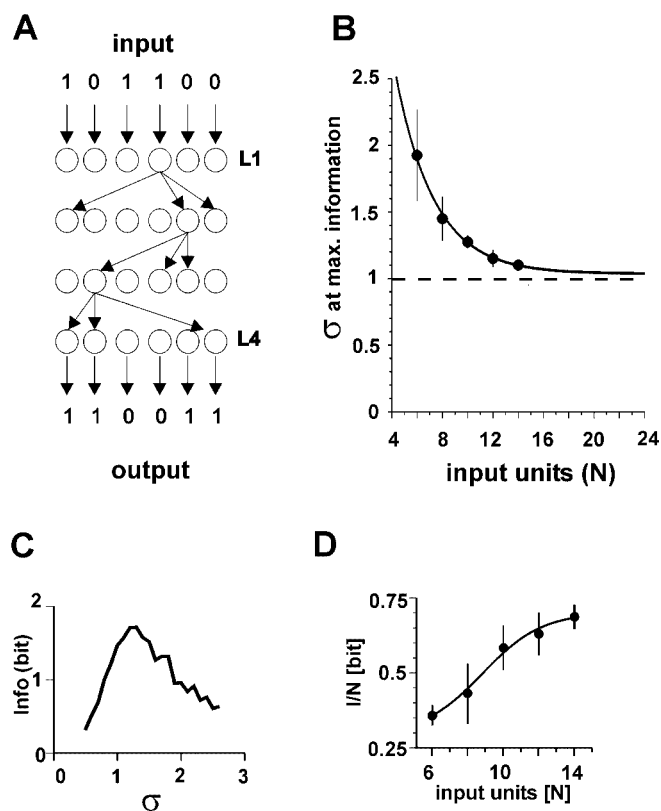 A
input
1 0 1 1 0 0
L1
L4
1 1 0 0 1 1
output
B
σ at max. information
2.5
2
1.5
1
0.5
0
4 8 12 16 20 24
input units (N)
C
Info (bit)
2
1
0
0 1 2 3
σ
D
I/N [bit]
0.75
0.5
0.25
6 10 14
input units [N]